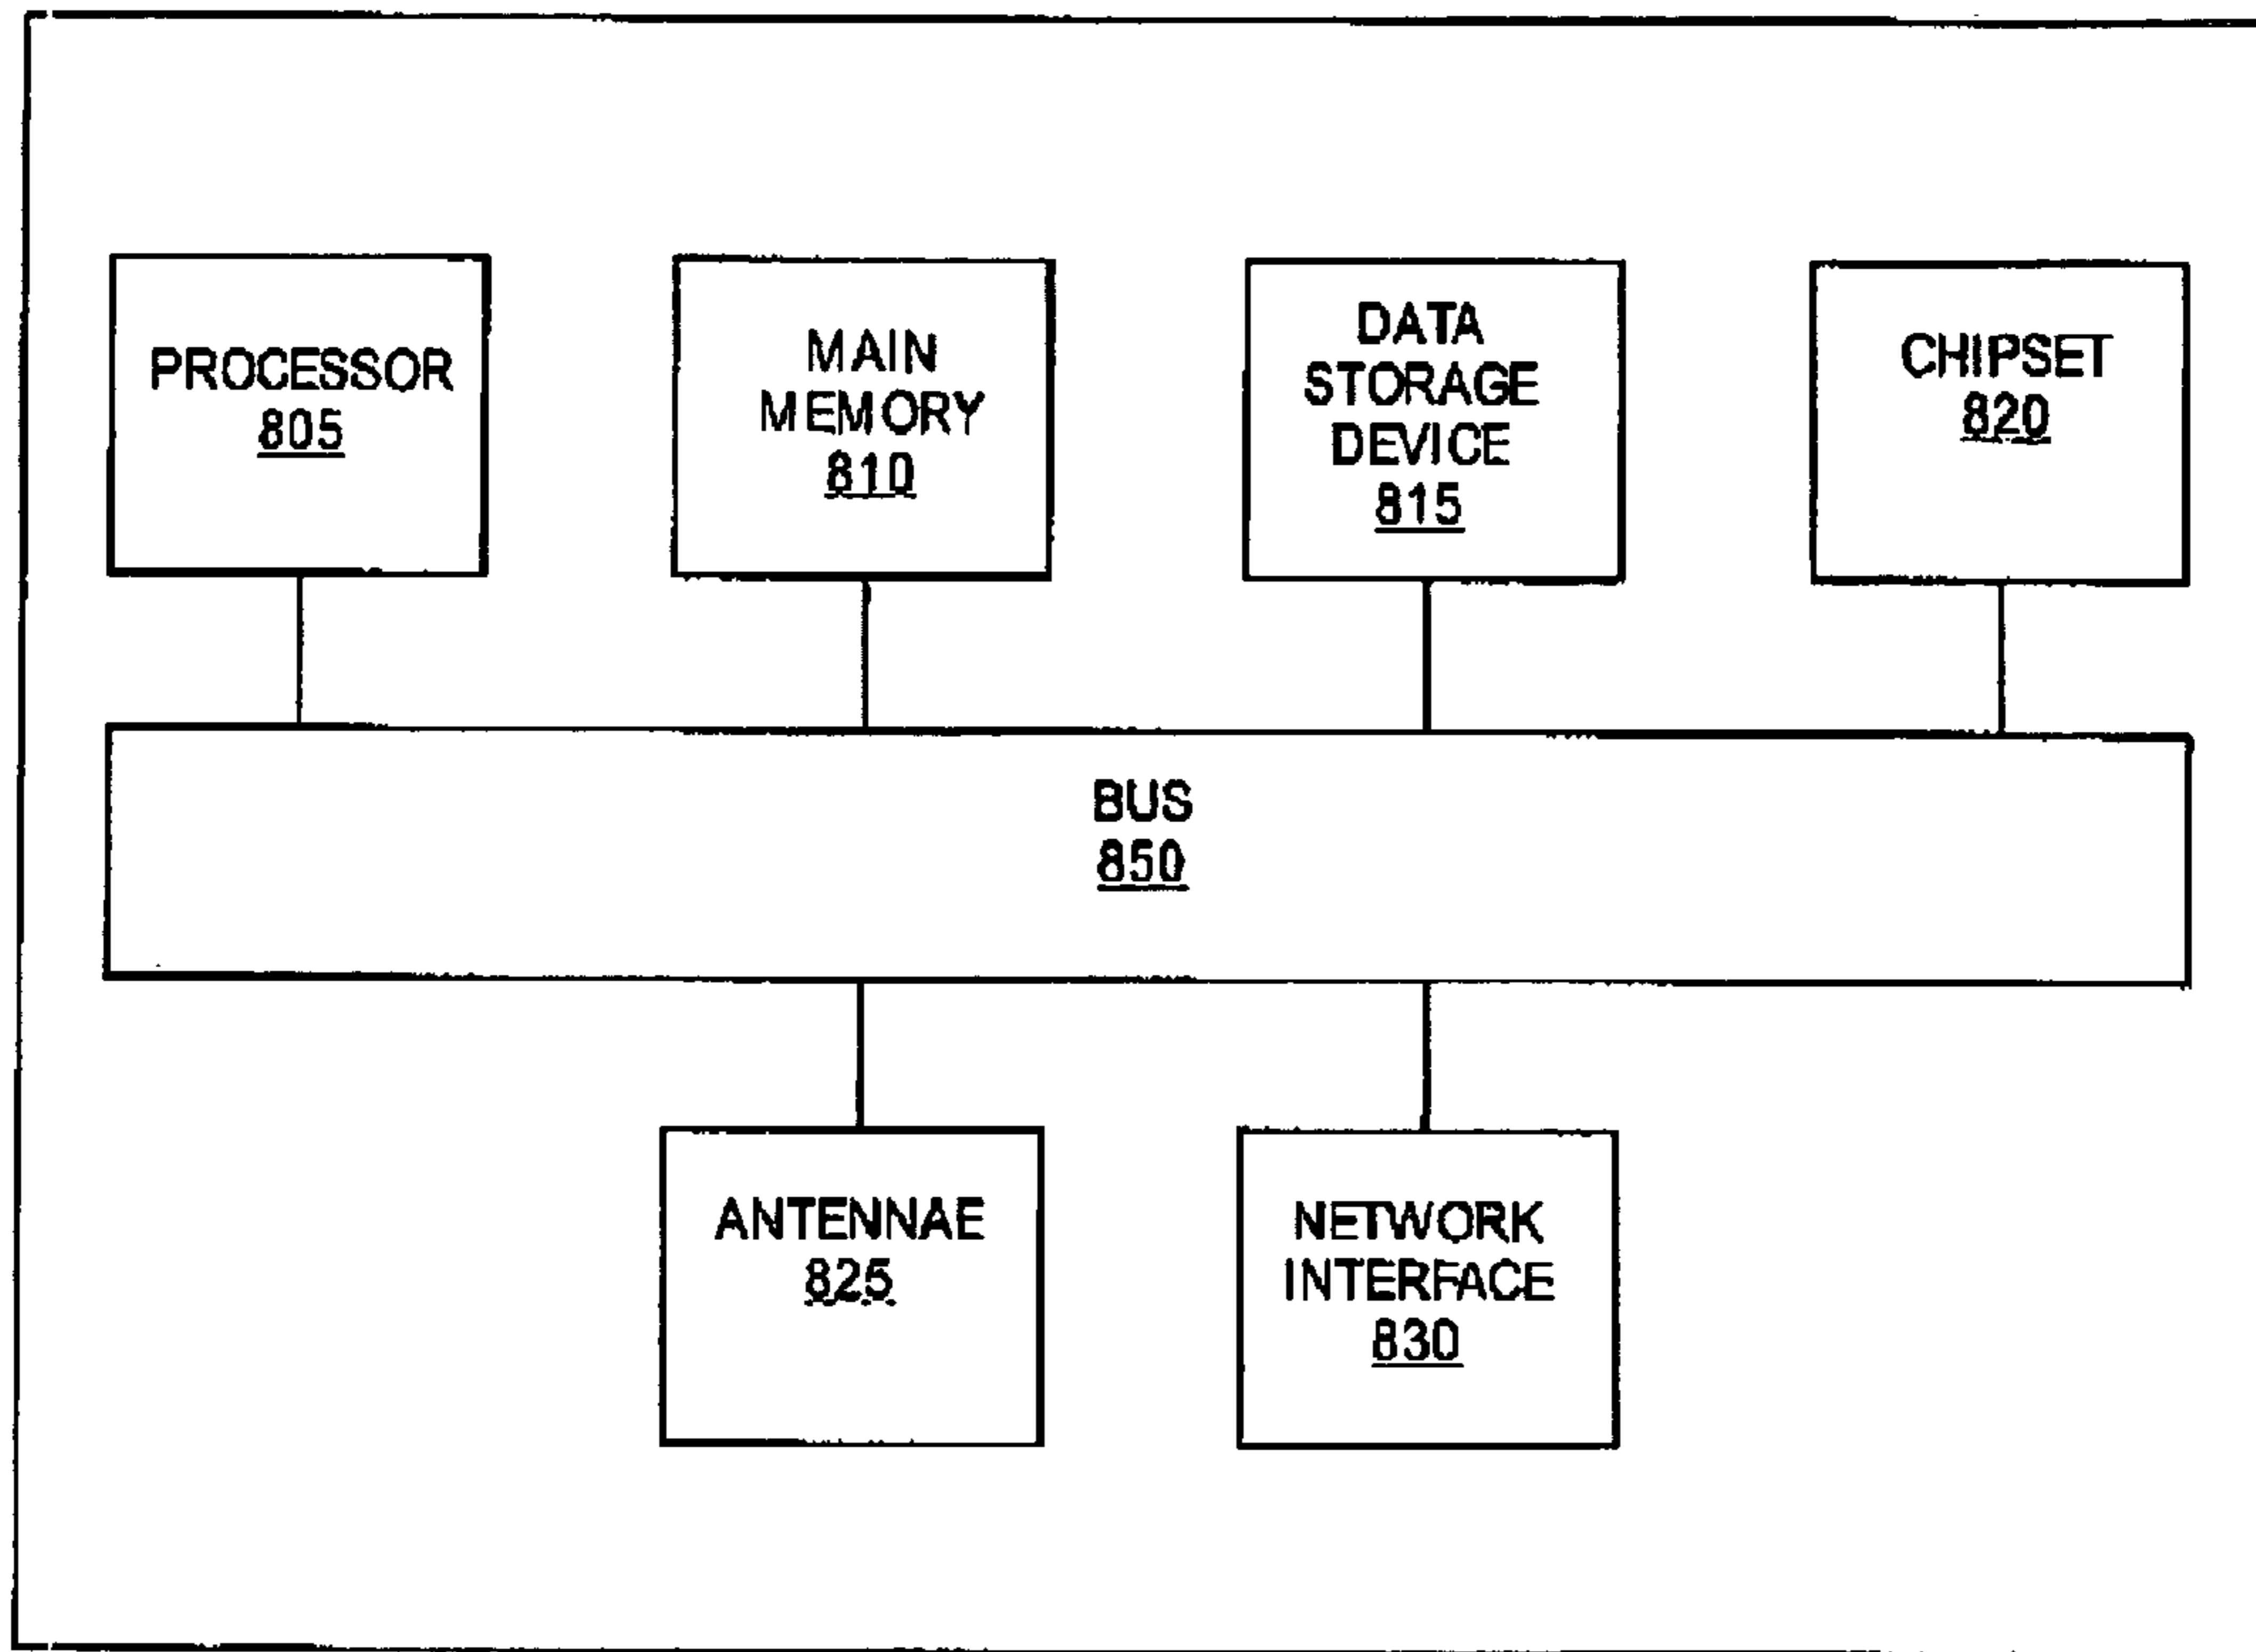 PROCESSOR
805
MAIN
MEMORY
810
DATA
STORAGE
DEVICE
815
CHIPSET
820
BUS
850
ANTENNAE
825
NETWORK
INTERFACE
830